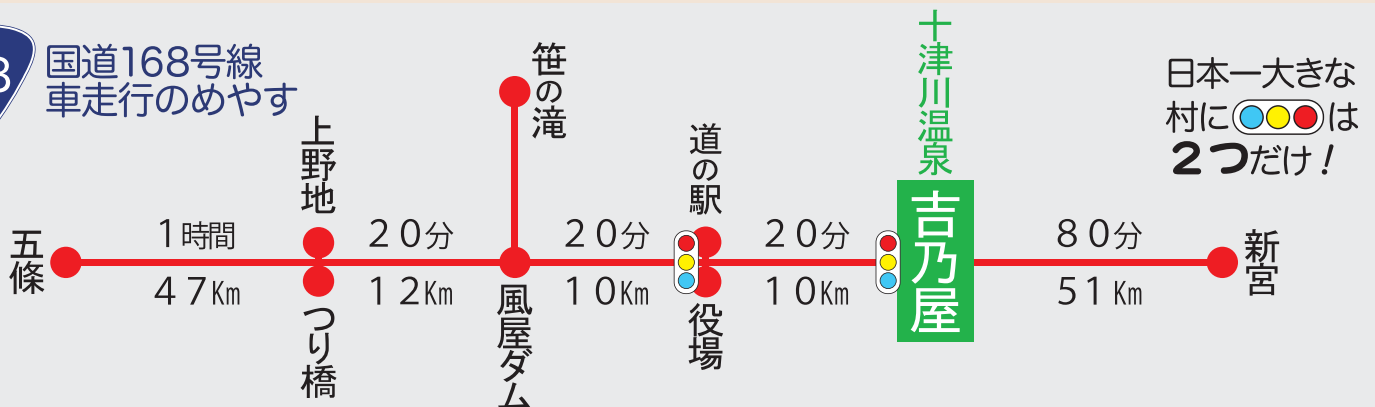 8
国道168号線
車走行のめやす
五條
1時間
47Km
上野地
つり橋
20分
12Km
笹の滝
風屋ダム
20分
10Km
道の駅
役場
20分
10Km
十津川温泉
吉乃屋
80分
51Km
新宮
日本一大きな
村に は
2つだけ!